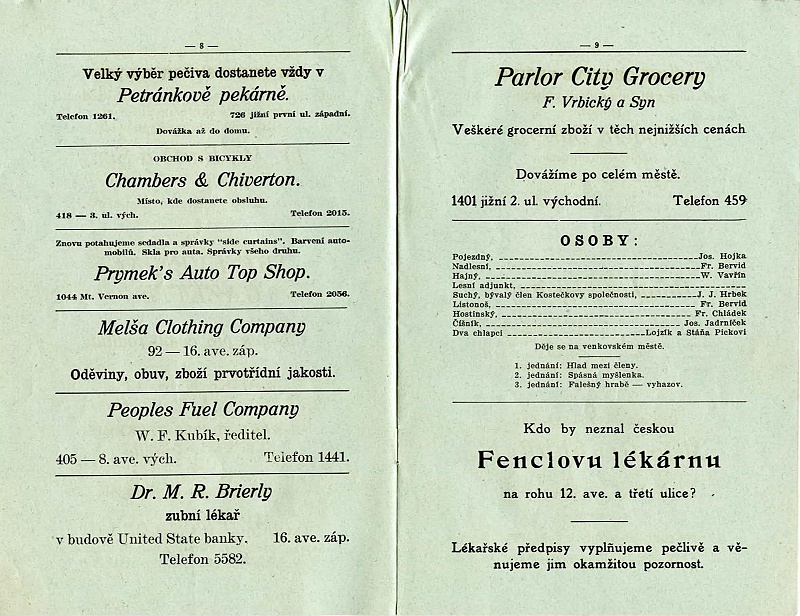 — 8 —
Velký výběr pečiva dostanete vždy v
Petránkově pekárně.
Telefon 1261. 726 jižní první ul. západní.
Dovážka až do domu.
OBCHOD S BICYKLY
Chambers & Chiverton.
Místo, kde dostanete obsluhu.
418 — 3. ul. vých. Telefon 2015.
Znovu potahujeme sedadla a správky "side curtains". Barvení auto-
mobilů. Skla pro auta. Správky všeho druhu.
Prymek's Auto Top Shop.
1044 Mt. Vernon ave. Telefon 2056.
Melša Clothing Company
92 — 16. ave. záp.
Oděviny, obuv, zboží prvotřídní jakosti.
Peoples Fuel Company
W. F. Kubík, ředitel.
405 — 8. ave. vých. Telefon 1441.
Dr. M. R. Brierly
zubní lékař
v budově United State banky. 16. ave. záp.
Telefon 5582.
— 9 —
Parlor City Grocery
F. Vrbický a Syn
Veškeré grocerní zboží v těch nejnižších cenách
Dovážíme po celém městě.
1401 jižní 2. ul. východní. Telefon 459
OSOBY:
Pojezdný, Jos. Hojka
Nadlesní, Fr. Bervid
Hajný, W. Vavřín
Lesní adjunkt,
Suchý, bývalý člen Kostečkovy společnosti, J. J. Hrbek
Listonoš, Fr. Bervid
Hostinský, Fr. Chládek
Číšník, Jos. Jadrníček
Dva chlapci Lojzík a Stáňa Pickovi
Děje se na venkovském městě.
1. jednání: Hlad mezi členy.
2. jednání: Spásná myšlenka.
3. jednání: Falešný hrabě — vyhazov.
Kdo by neznal českou
Fenclovu lékárnu
na rohu 12. ave. a třetí ulice?
Lékařské předpisy vyplňujeme pečlivě a vě-
nujeme jim okamžitou pozornost.